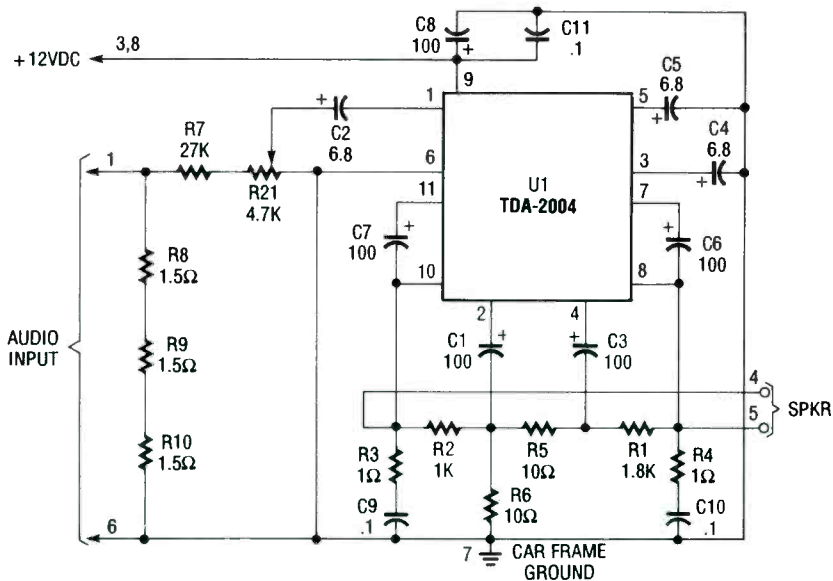 C8
100
+
C11
.1
+12VDC
3,8
9
C5
6.8
+
1
5
+
C2
6.8
R7
27K
1
R21
4.7K
6
3
C4
6.8
+
U1
TDA-2004
11
7
C7
100
+
+
C6
100
R8
1.5Ω
10
8
2
4
AUDIO
INPUT
R9
1.5Ω
C1
100
+
+
C3
100
4
5
SPKR
R10
1.5Ω
R3
1Ω
R2
1K
R5
10Ω
R1
1.8K
R4
1Ω
C9
.1
R6
10Ω
C10
.1
6
7
CAR FRAME
GROUND